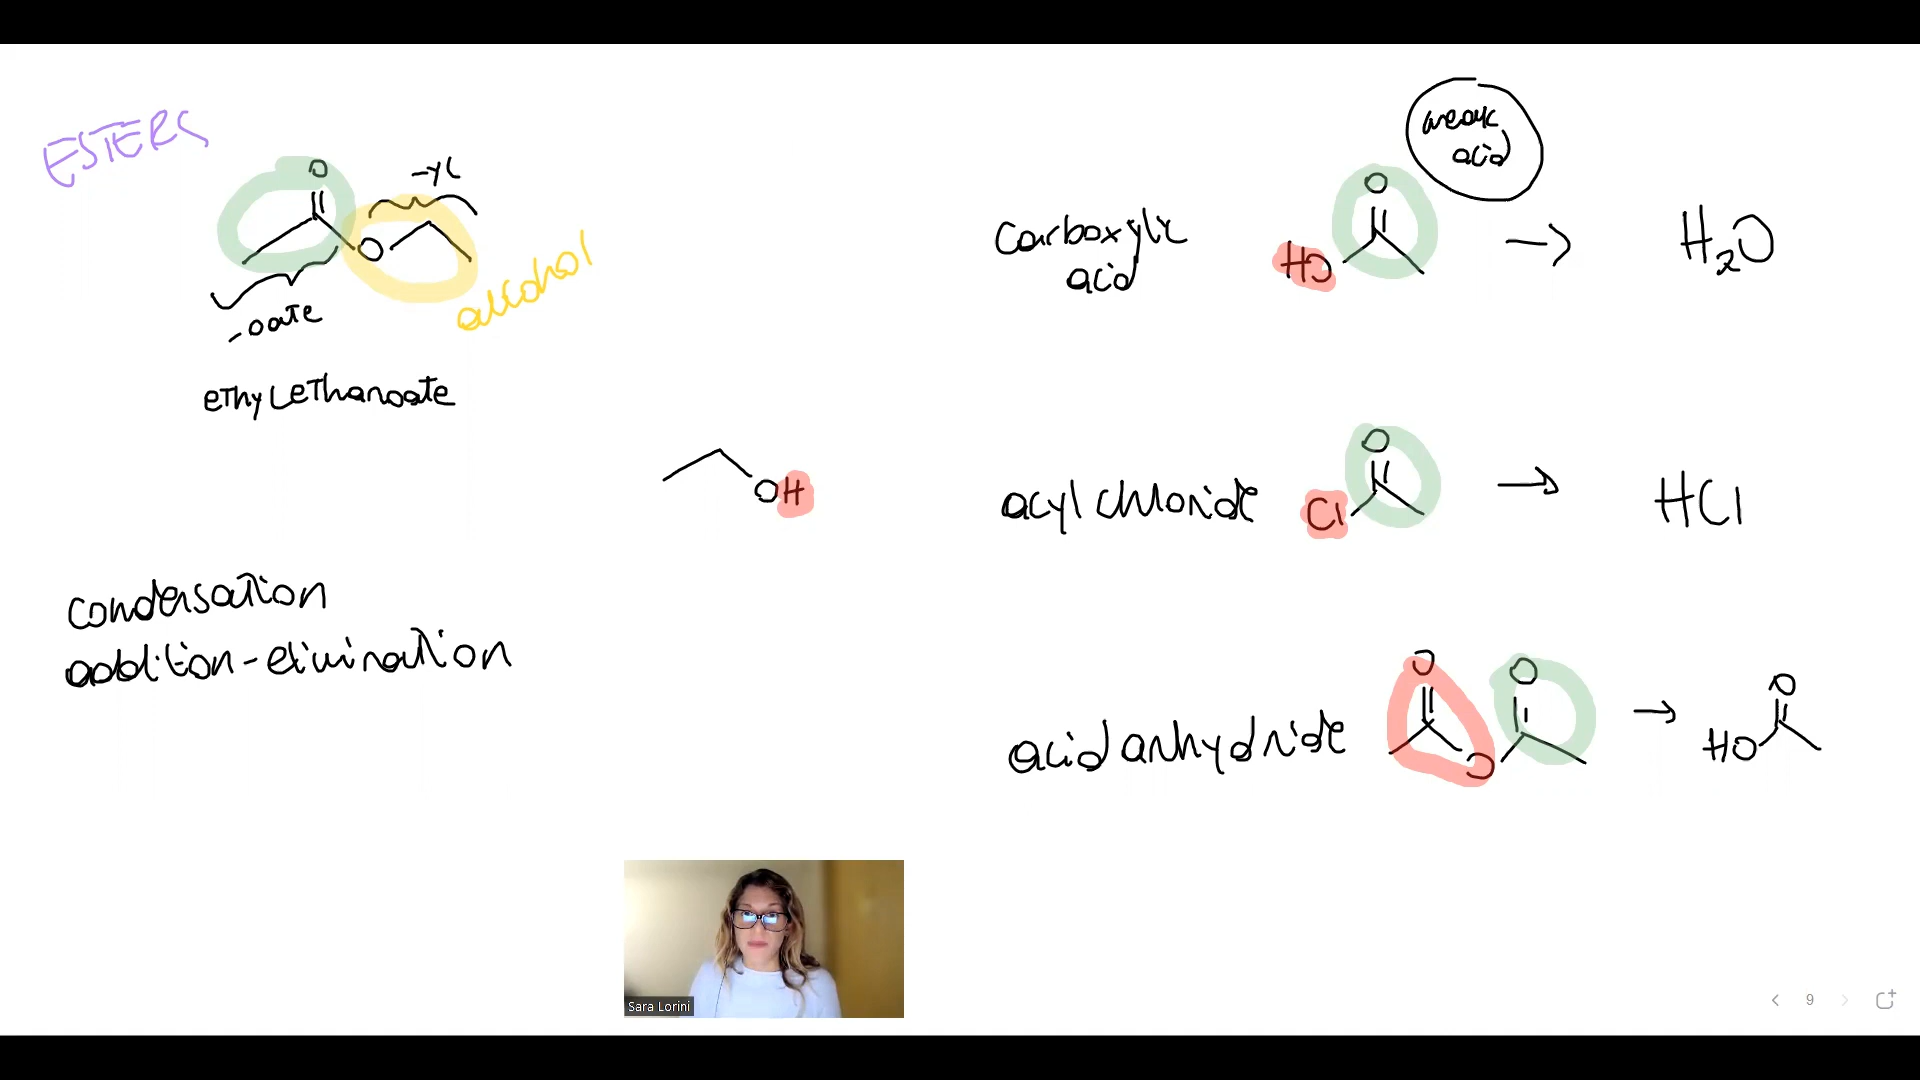 ESTERS
O
-yl
O
-oate
alcohol
ethylethanoate
OH
condensation
addition-elimination
weak
acid
carboxylic
acid
O
HO
→
H₂O
acyl chloride
O
Cl
→
HCl
acid anhydride
O
O
O
→
O
HO
Sara Lorini
9